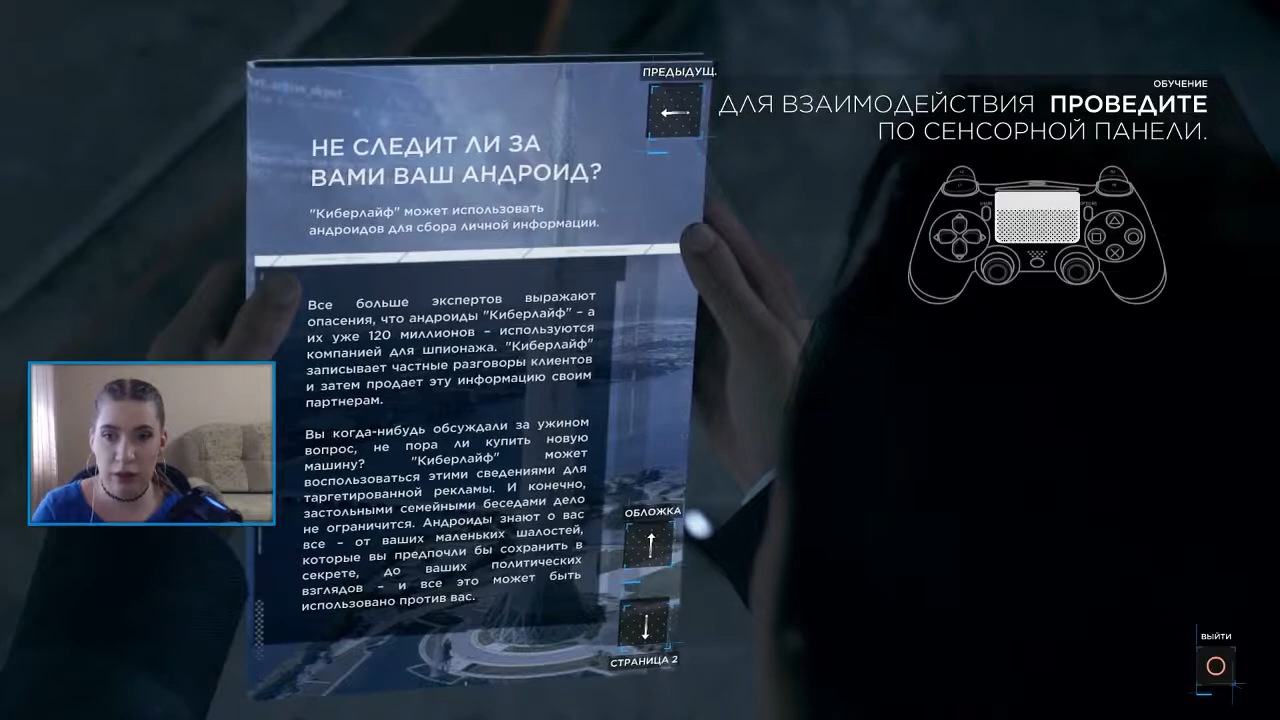 ПРЕДЫДУЩ.
ОБУЧЕНИЕ
ДЛЯ ВЗАИМОДЕЙСТВИЯ ПРОВЕДИТЕ
ПО СЕНСОРНОЙ ПАНЕЛИ.
НЕ СЛЕДИТ ЛИ ЗА
ВАМИ ВАШ АНДРОИД?
"Киберлайф" может использовать
андроидов для сбора личной информации.
Все больше экспертов выражают
опасения, что андроиды "Киберлайф" – а
их уже 120 миллионов – используются
компанией для шпионажа. "Киберлайф"
записывает частные разговоры клиентов
и затем продает эту информацию своим
партнерам.
Вы когда-нибудь обсуждали за ужином
вопрос, не пора ли купить новую
машину? "Киберлайф" может
воспользоваться этими сведениями для
таргетированной рекламы. И конечно,
застольными семейными беседами дело
не ограничится. Андроиды знают о вас
все – от ваших маленьких шалостей,
которые вы предпочли бы сохранить в
секрете, до ваших политических
взглядов – и все это может быть
использовано против вас.
ОБЛОЖКА
СТРАНИЦА 2
ВЫЙТИ